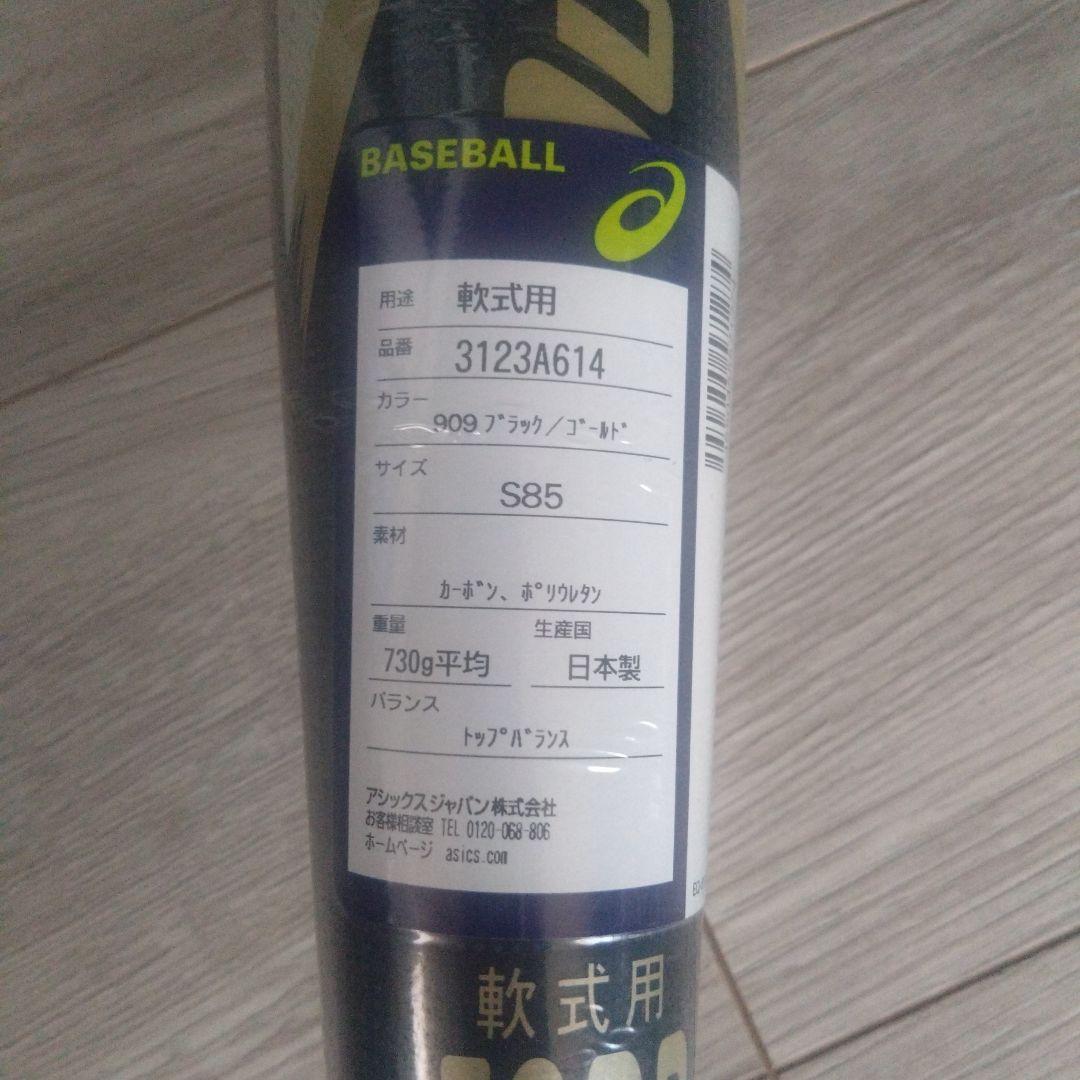 BASEBALL
用途 軟式用
品番 3123A614
カラー
909 ﾌﾞﾗｯｸ／ｺﾞｰﾙﾄﾞ
サイズ
S85
素材
ｶｰﾎﾞﾝ、ﾎﾟﾘｳﾚﾀﾝ
重量 生産国
730g平均 日本製
バランス
ﾄｯﾌﾟﾊﾞﾗﾝｽ
アシックスジャパン株式会社
お客様相談室 TEL 0120-068-806
ホームページ asics.com
軟式用